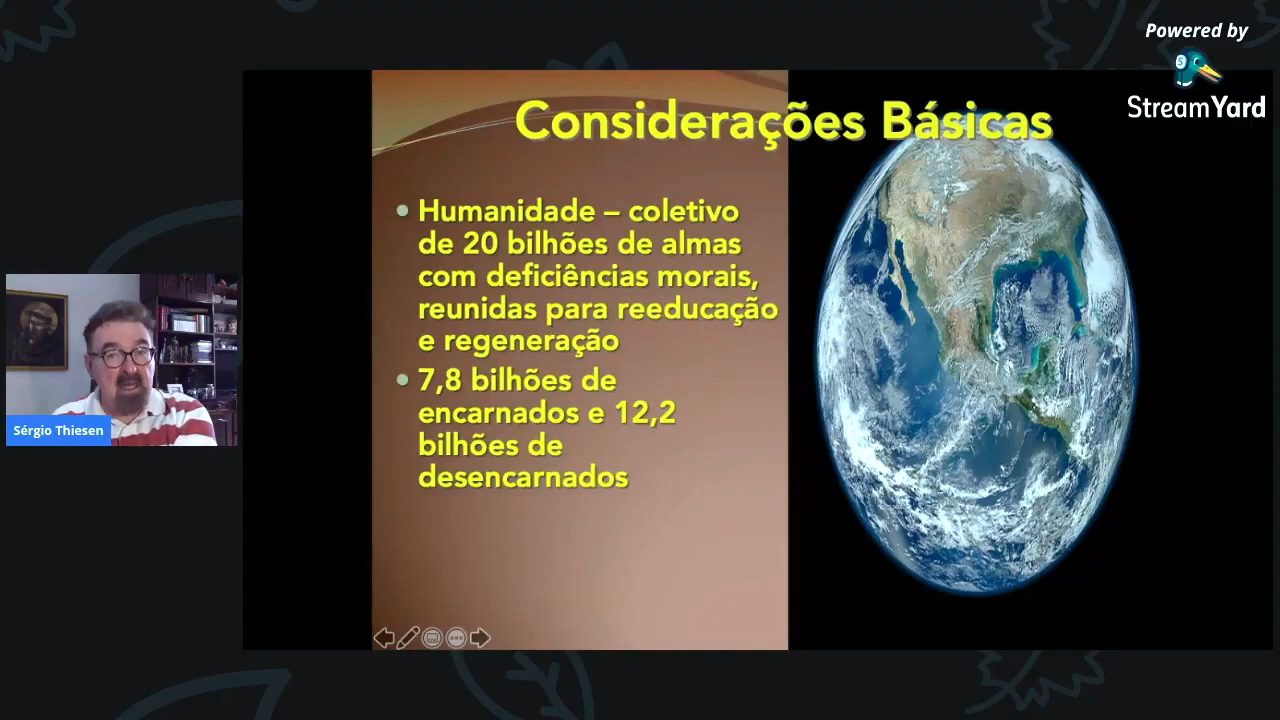 Powered by
StreamYard
Considerações Básicas
• Humanidade – coletivo
de 20 bilhões de almas
com deficiências morais,
reunidas para reeducação
e regeneração
• 7,8 bilhões de
encarnados e 12,2
bilhões de
desencarnados
Sérgio Thiesen